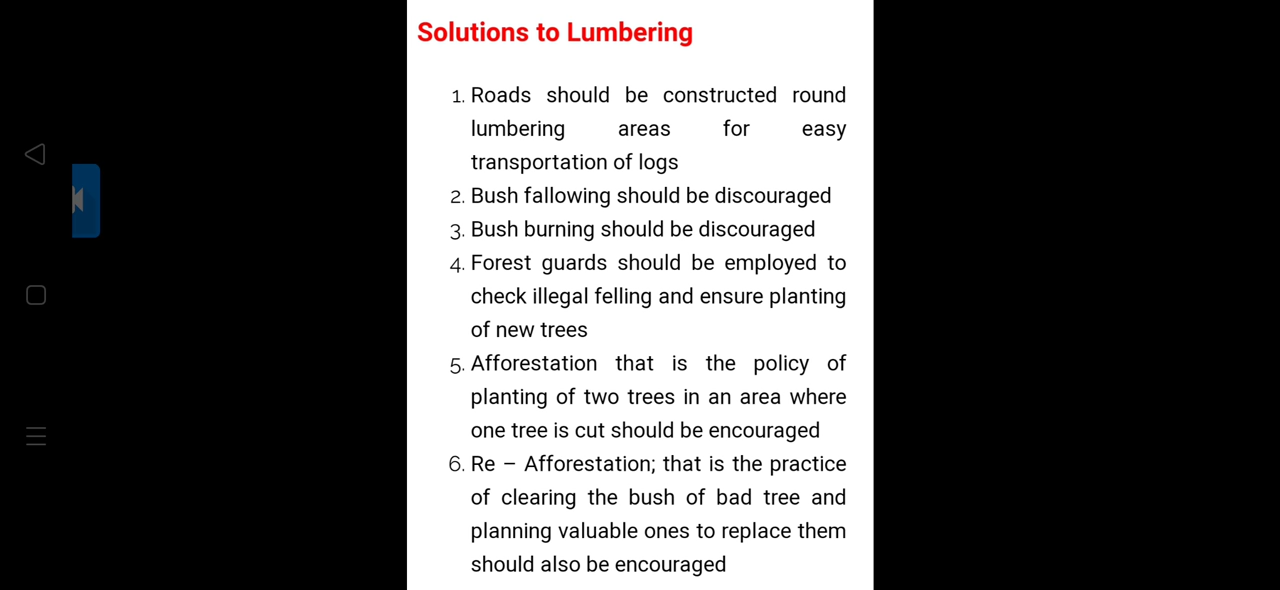 Solutions to Lumbering
1. Roads should be constructed round
lumbering areas for easy
transportation of logs
2. Bush fallowing should be discouraged
3. Bush burning should be discouraged
4. Forest guards should be employed to
check illegal felling and ensure planting
of new trees
5. Afforestation that is the policy of
planting of two trees in an area where
one tree is cut should be encouraged
6. Re – Afforestation; that is the practice
of clearing the bush of bad tree and
planning valuable ones to replace them
should also be encouraged